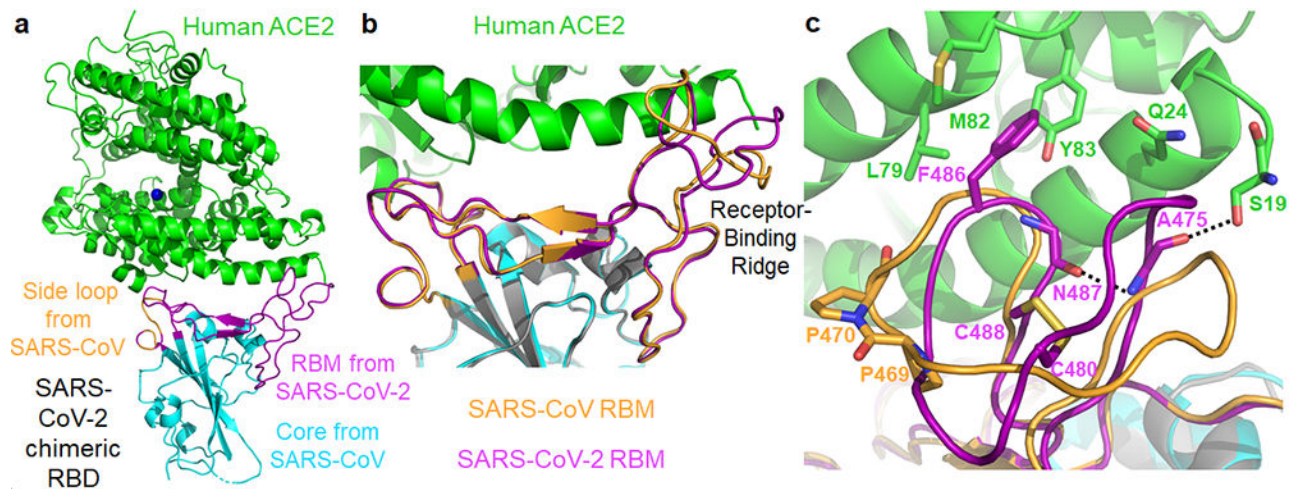 a
Human ACE2
Side loop
from
SARS-CoV
SARS-
CoV-2
chimeric
RBD
RBM from
SARS-CoV-2
Core from
SARS-CoV
b
Human ACE2
Receptor-
Binding
Ridge
SARS-CoV RBM
SARS-CoV-2 RBM
c
M82
Q24
L79
Y83
F486
S19
A475
N487
P470
C488
P469
C480